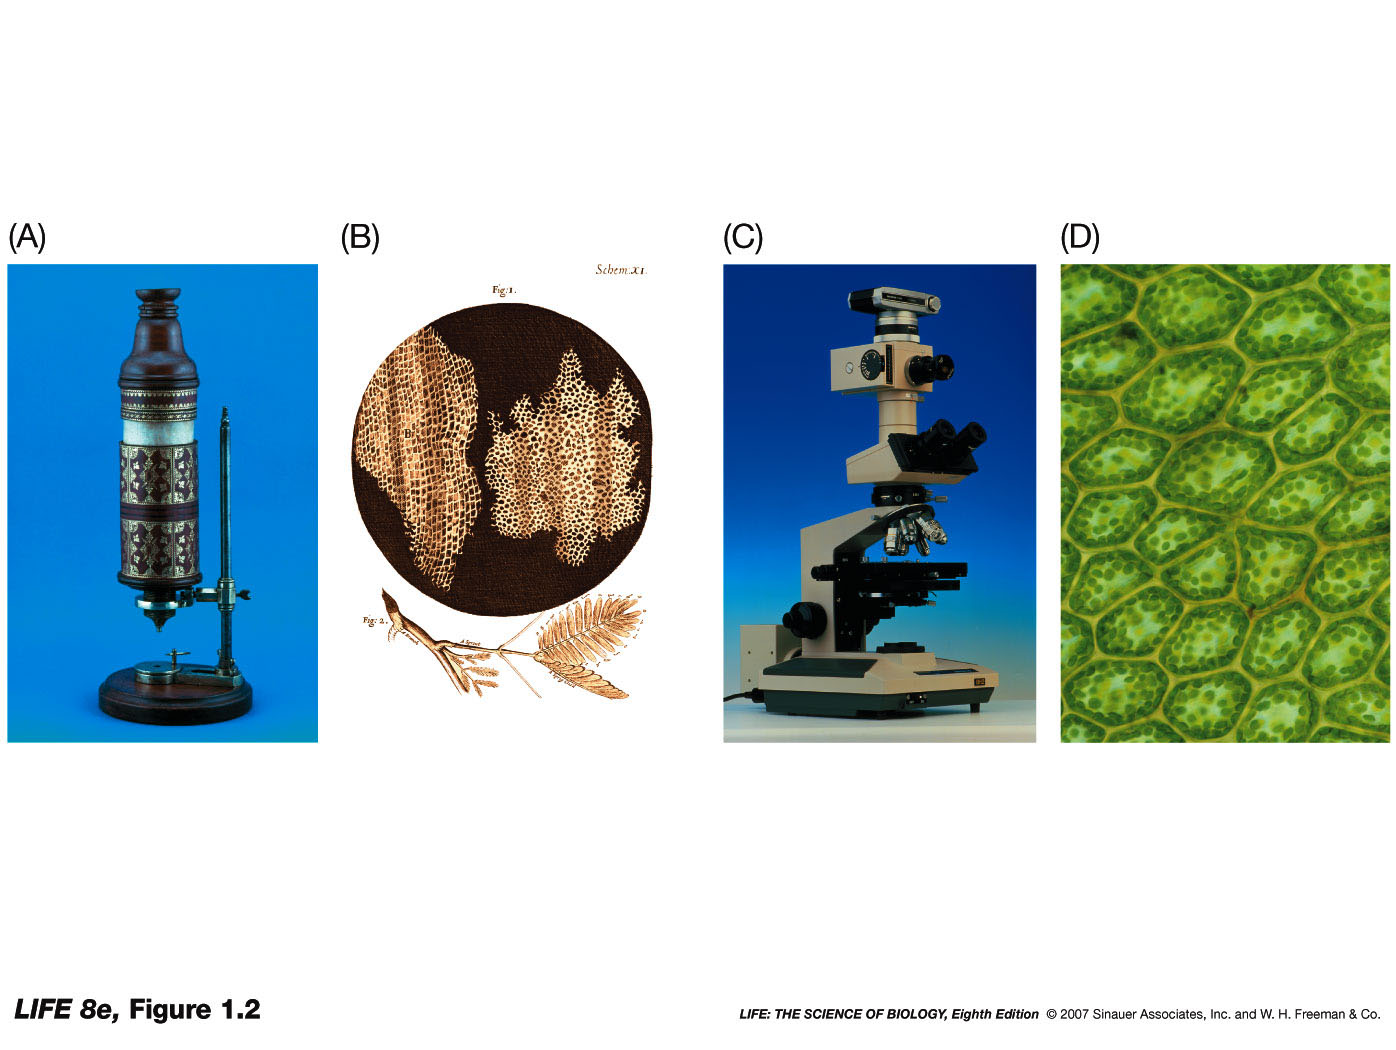 (A)
(B)
(C)
(D)
Schem:XI.
Fig:1.
B
Fig: 2.
LIFE 8e, Figure 1.2
LIFE: THE SCIENCE OF BIOLOGY, Eighth Edition © 2007 Sinauer Associates, Inc. and W. H. Freeman & Co.